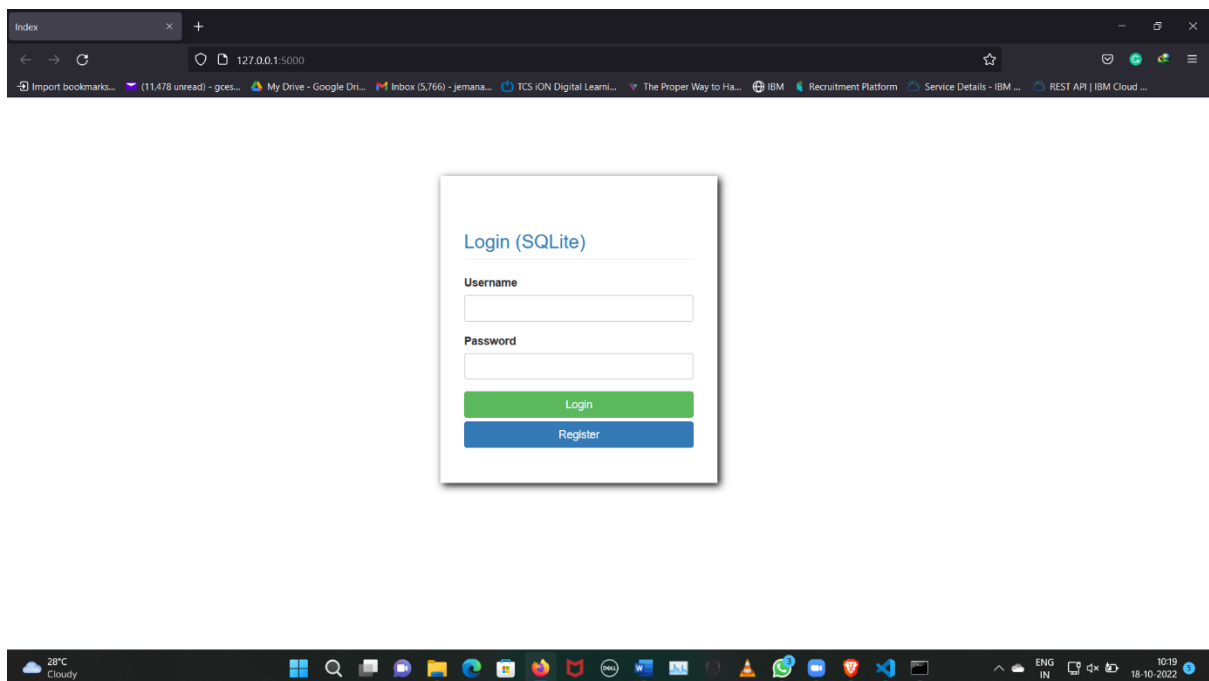 Index
127.0.0.1:5000
Import bookmarks... (11,478 unread) - gces... My Drive - Google Dri... Inbox (5,766) - jemana... TCS iON Digital Learni... The Proper Way to Ha... IBM Recruitment Platform Service Details - IBM ... REST API | IBM Cloud ...
Login (SQLite)
Username
Password
Login
Register
28°C
Cloudy
ENG
IN
10:19
18-10-2022
5
3